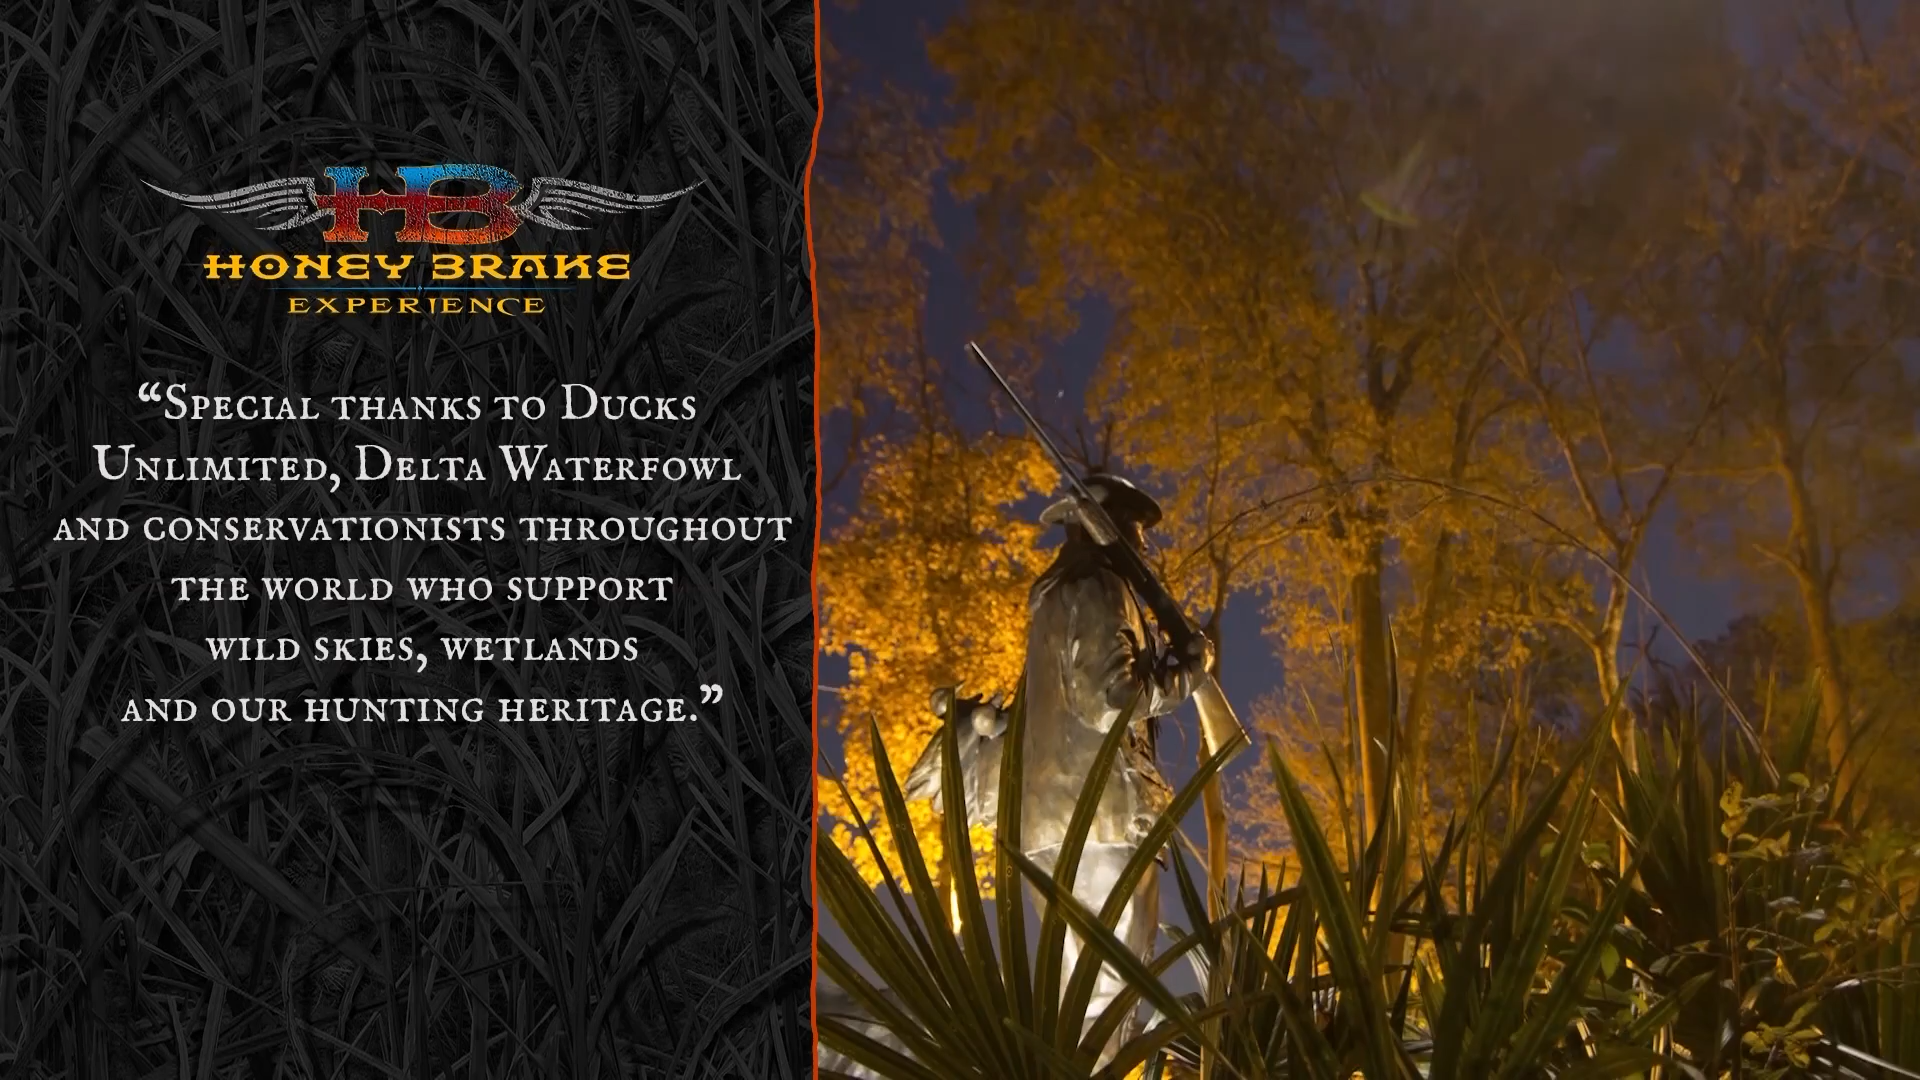 HB
HONEY BRAKE
EXPERIENCE
“Special thanks to Ducks
Unlimited, Delta Waterfowl
and conservationists throughout
the world who support
wild skies, wetlands
and our hunting heritage.”